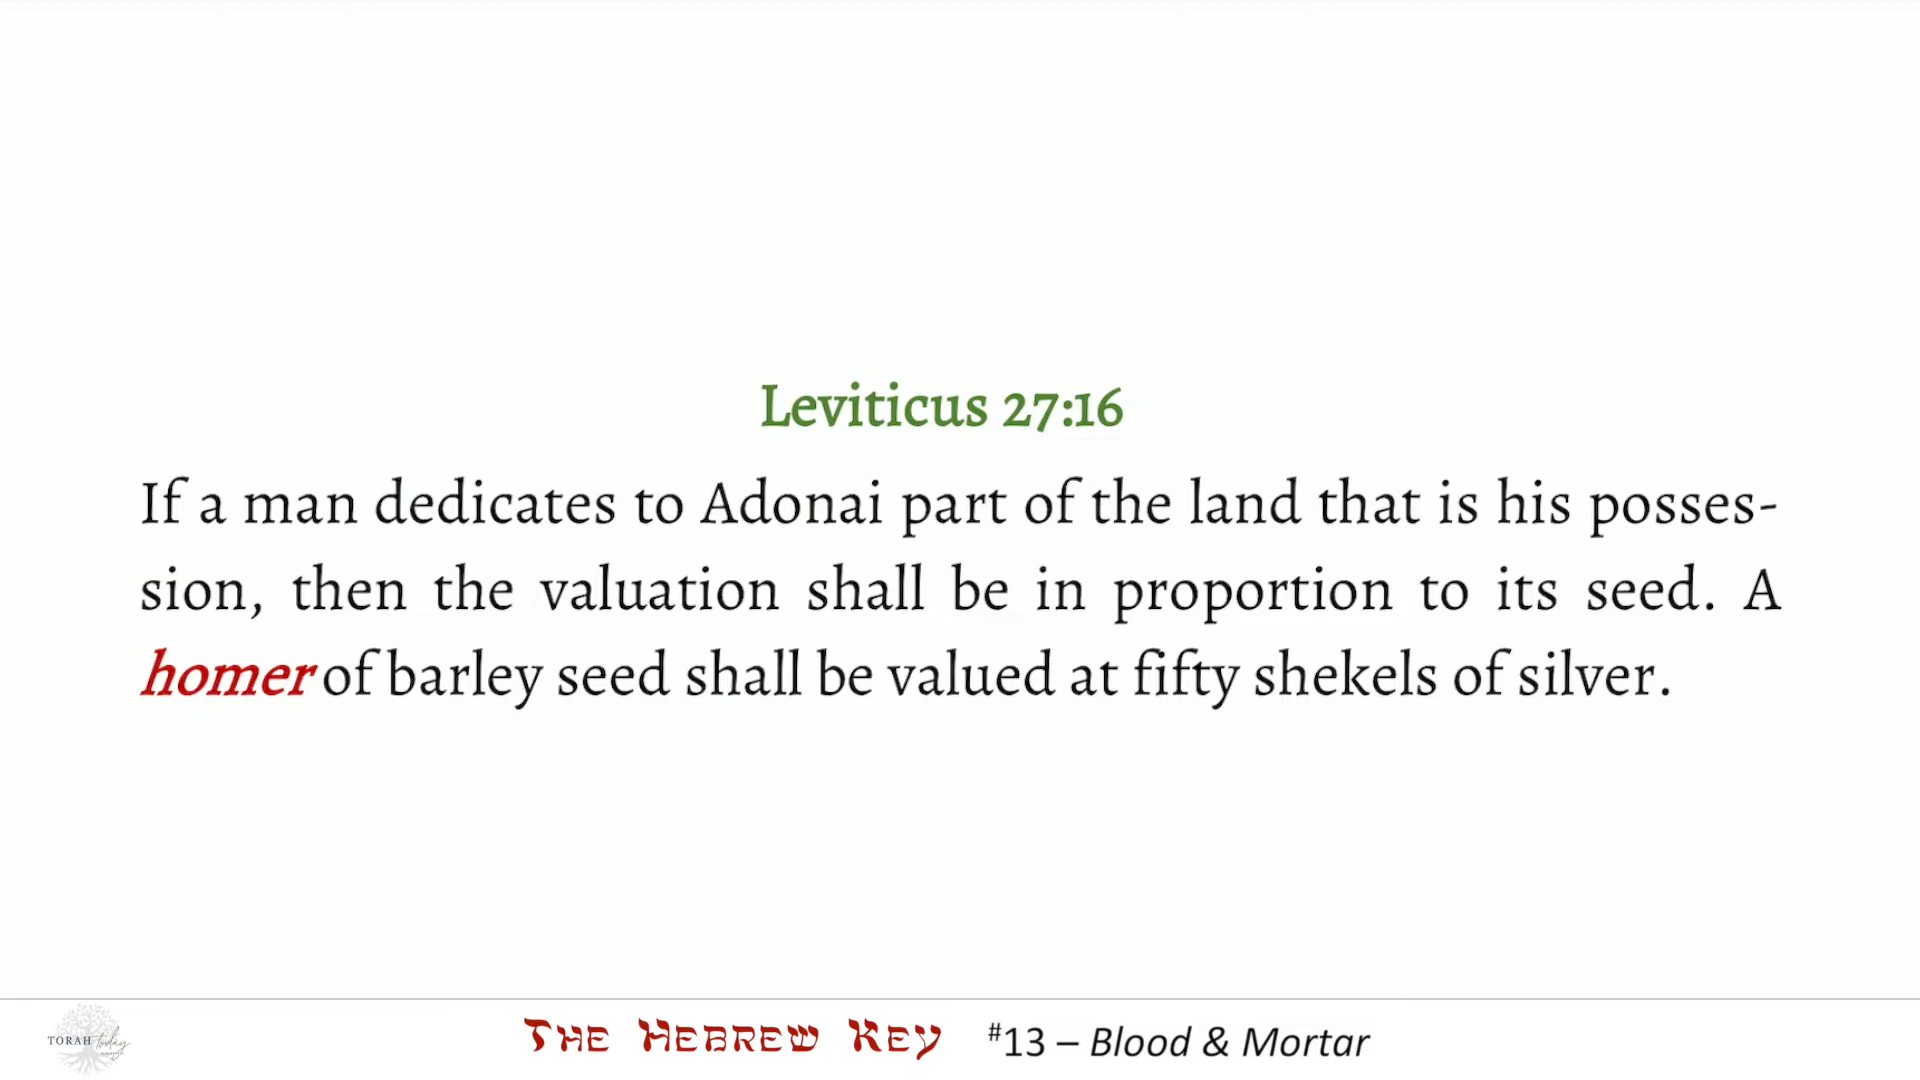 Leviticus 27:16
If a man dedicates to Adonai part of the land that is his posses-
sion, then the valuation shall be in proportion to its seed. A
homer of barley seed shall be valued at fifty shekels of silver.
TORAH today
THE HEBREW KEY #13 – Blood & Mortar